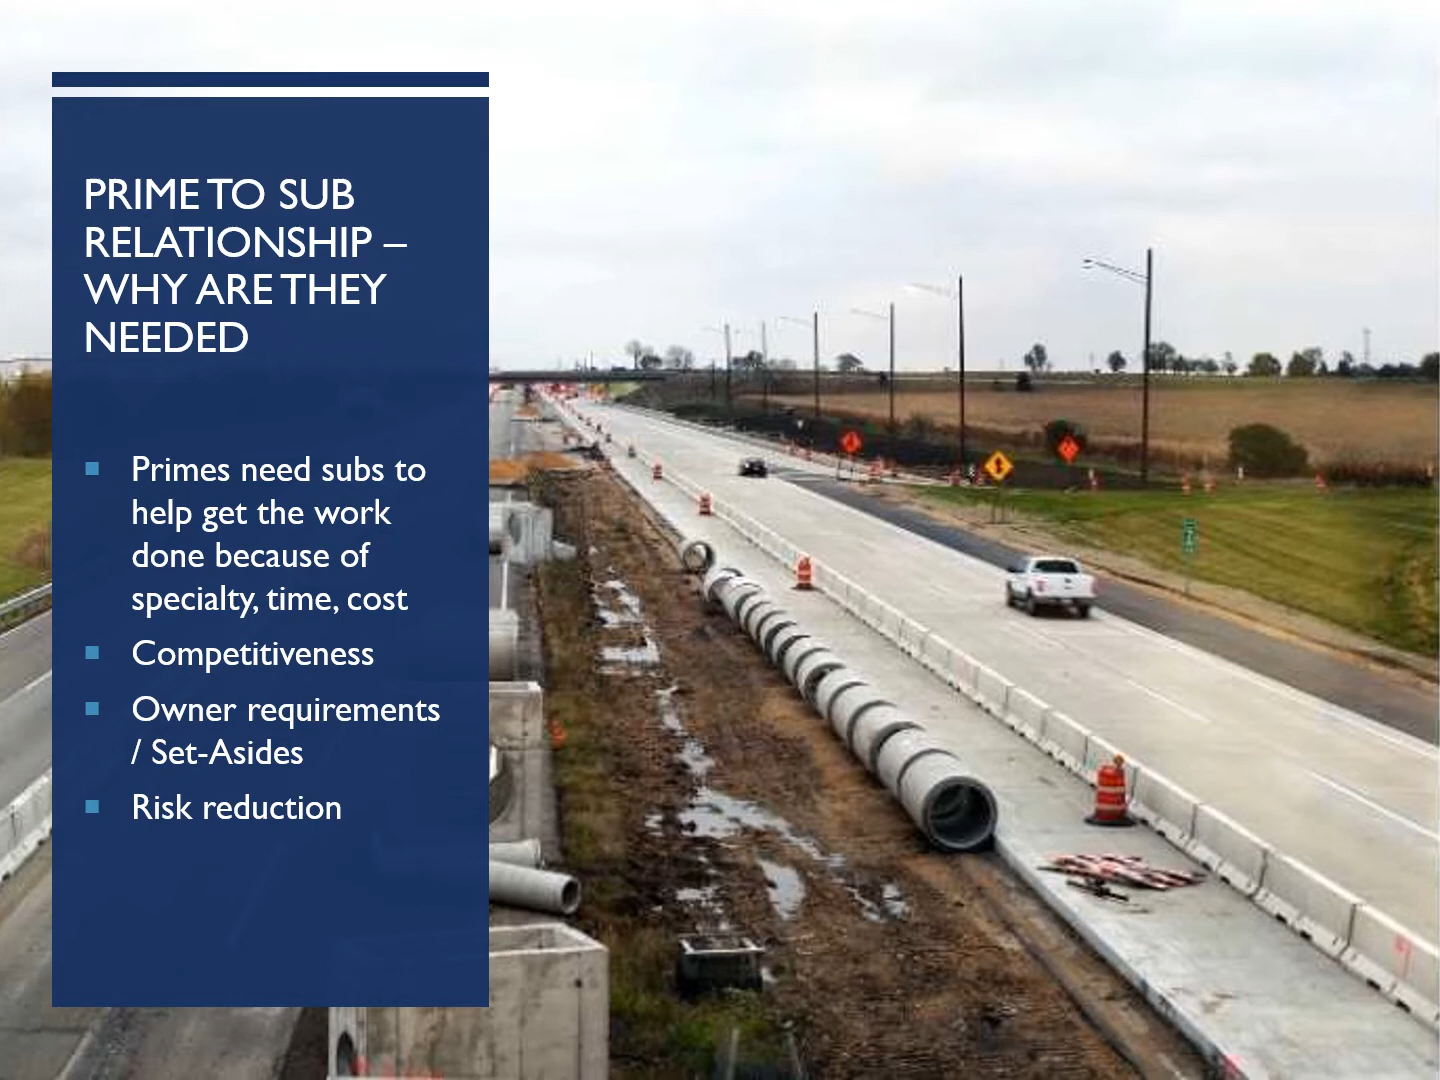 PRIME TO SUB
RELATIONSHIP –
WHY ARE THEY
NEEDED
Primes need subs to
help get the work
done because of
specialty, time, cost
Competitiveness
Owner requirements
/ Set-Asides
Risk reduction